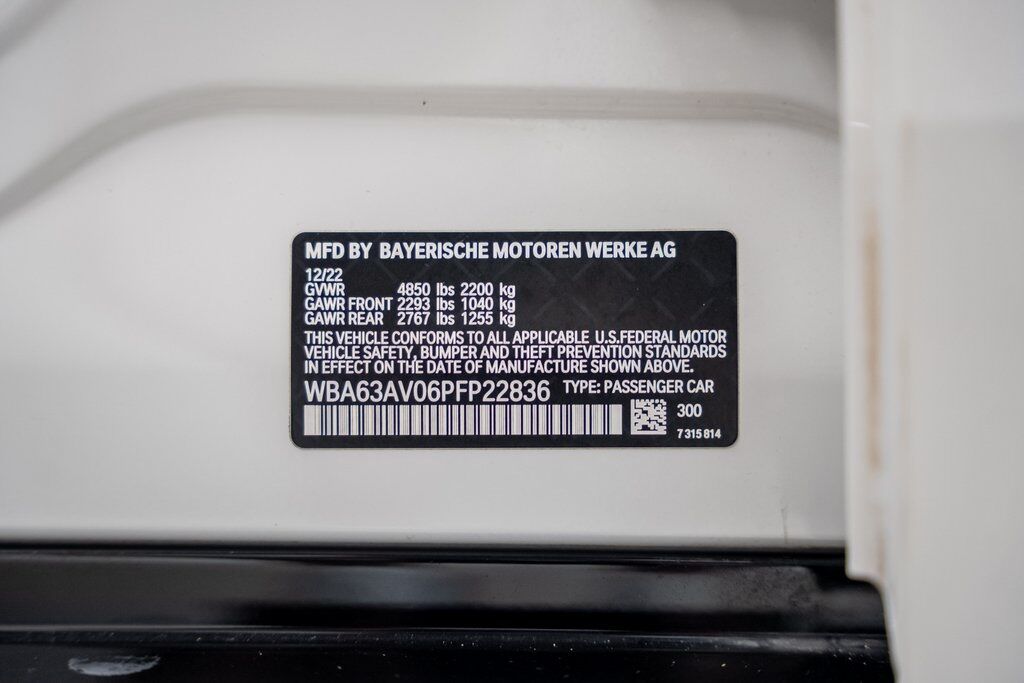 MFD BY BAYERISCHE MOTOREN WERKE AG
12/22
GVWR 4850 lbs 2200 kg
GAWR FRONT 2293 lbs 1040 kg
GAWR REAR 2767 lbs 1255 kg
THIS VEHICLE CONFORMS TO ALL APPLICABLE U.S.FEDERAL MOTOR
VEHICLE SAFETY, BUMPER AND THEFT PREVENTION STANDARDS
IN EFFECT ON THE DATE OF MANUFACTURE SHOWN ABOVE.
WBA63AV06PFP22836 TYPE: PASSENGER CAR
300
7 315 814